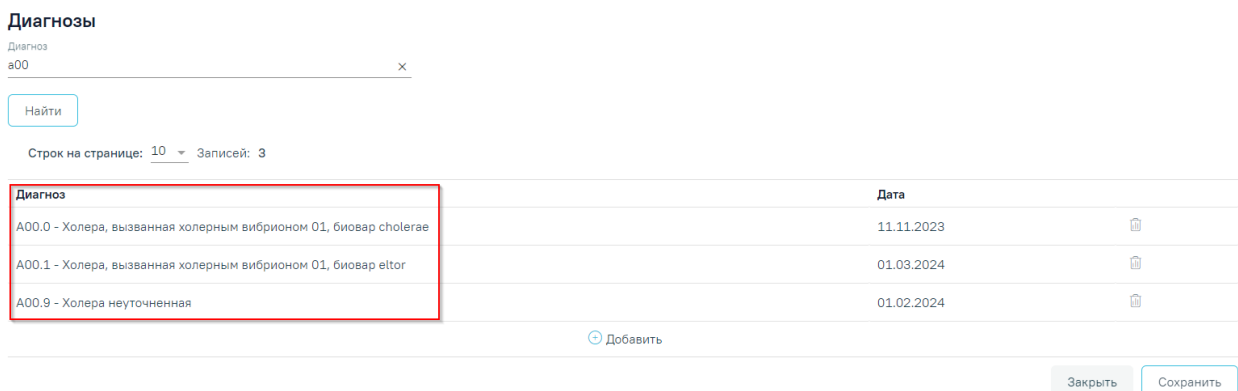 Диагнозы
Диагноз
a00
Найти
Строк на странице: 10 Записей: 3
Диагноз Дата
A00.0 - Холера, вызванная холерным вибрионом 01, биовар cholerae 11.11.2023
A00.1 - Холера, вызванная холерным вибрионом 01, биовар eltor 01.03.2024
A00.9 - Холера неуточненная 01.02.2024
Добавить
Закрыть Сохранить